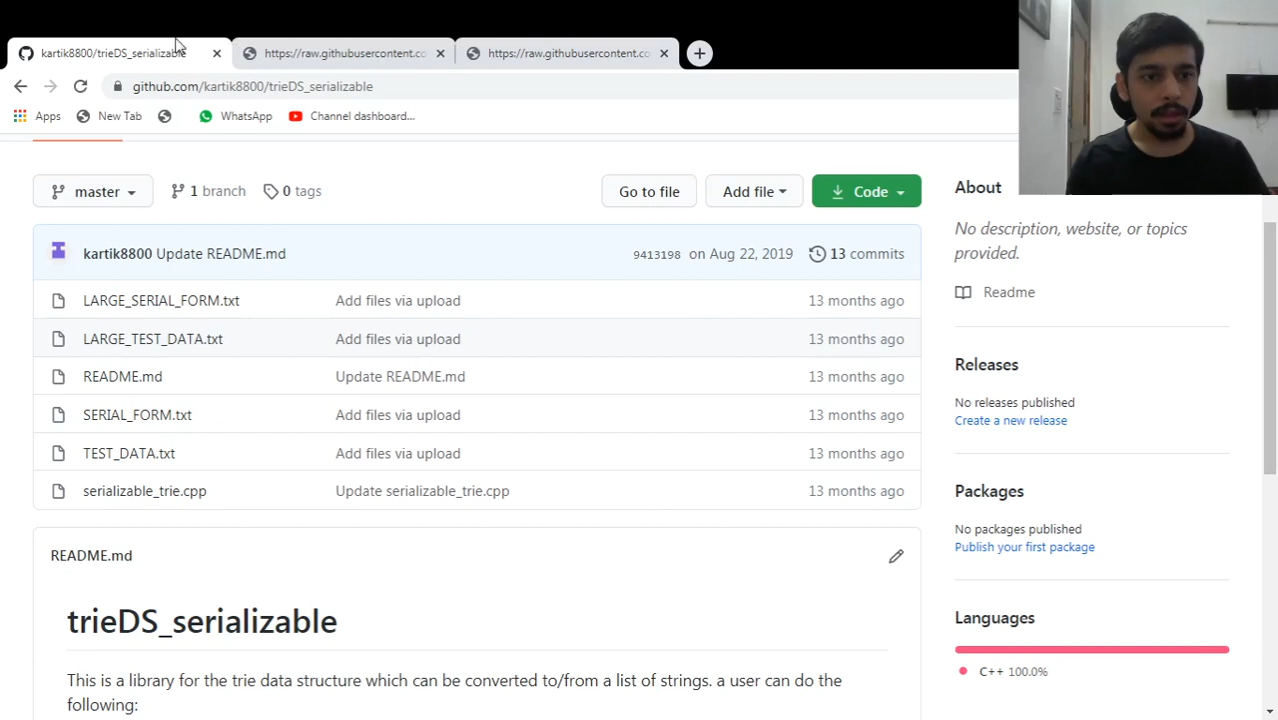 kartik8800/trieDS_serializable
https://raw.githubusercontent.co
https://raw.githubusercontent.co
github.com/kartik8800/trieDS_serializable
Apps
New Tab
WhatsApp
Channel dashboard...
master
1 branch
0 tags
Go to file
Add file
Code
kartik8800 Update README.md
9413198 on Aug 22, 2019
13 commits
LARGE_SERIAL_FORM.txt
Add files via upload
13 months ago
LARGE_TEST_DATA.txt
Add files via upload
13 months ago
README.md
Update README.md
13 months ago
SERIAL_FORM.txt
Add files via upload
13 months ago
TEST_DATA.txt
Add files via upload
13 months ago
serializable_trie.cpp
Update serializable_trie.cpp
13 months ago
README.md
trieDS_serializable
This is a library for the trie data structure which can be converted to/from a list of strings. a user can do the
following:
About
No description, website, or topics
provided.
Readme
Releases
No releases published
Create a new release
Packages
No packages published
Publish your first package
Languages
C++ 100.0%